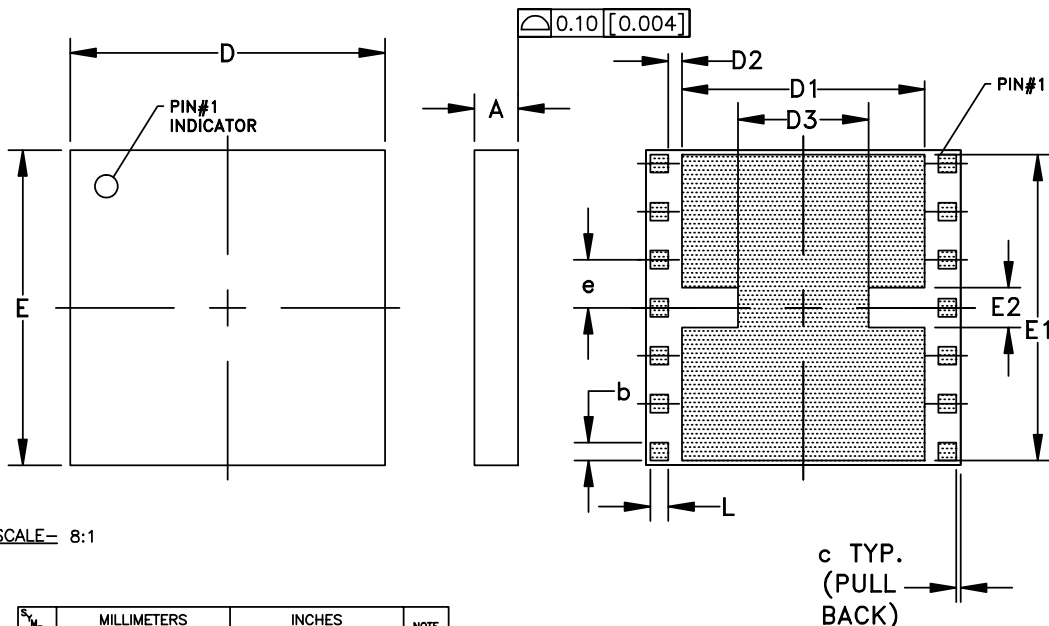 0.10 [0.004]
D
D2
D1
D3
A
PIN#1
INDICATOR
PIN#1
E
e
E2
E1
b
L
SCALE- 8:1
c TYP.
(PULL
BACK)
MILLIMETERS
INCHES
NOTE